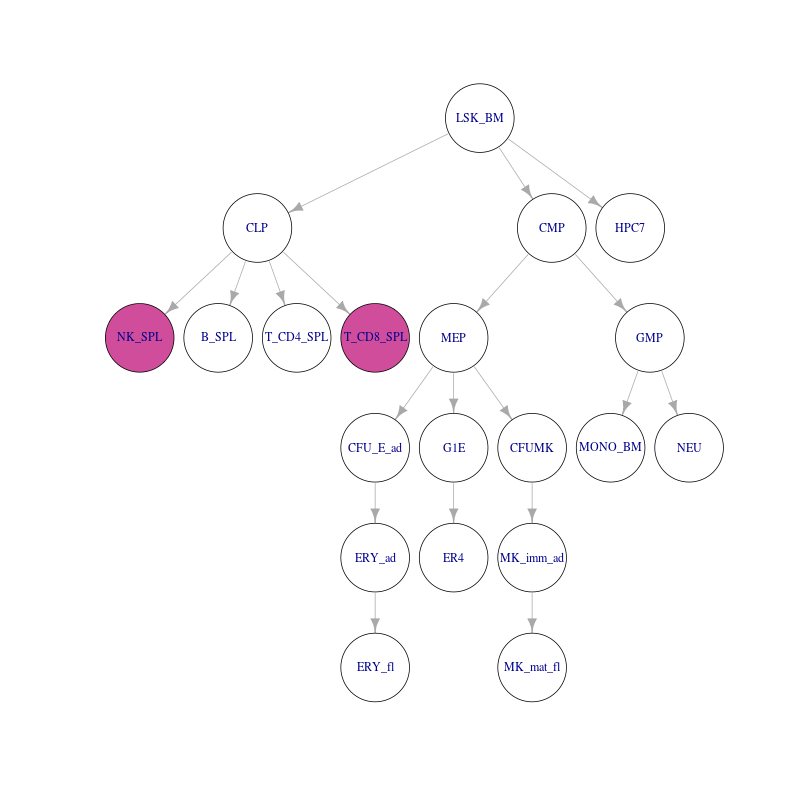 LSK_BM
CLP
CMP
HPC7
NK_SPL
B_SPL
T_CD4_SPL
T_CD8_SPL
MEP
GMP
CFU_E_ad
G1E
CFUMK
MONO_BM
NEU
ERY_ad
ER4
MK_imm_ad
ERY_fl
MK_mat_fl